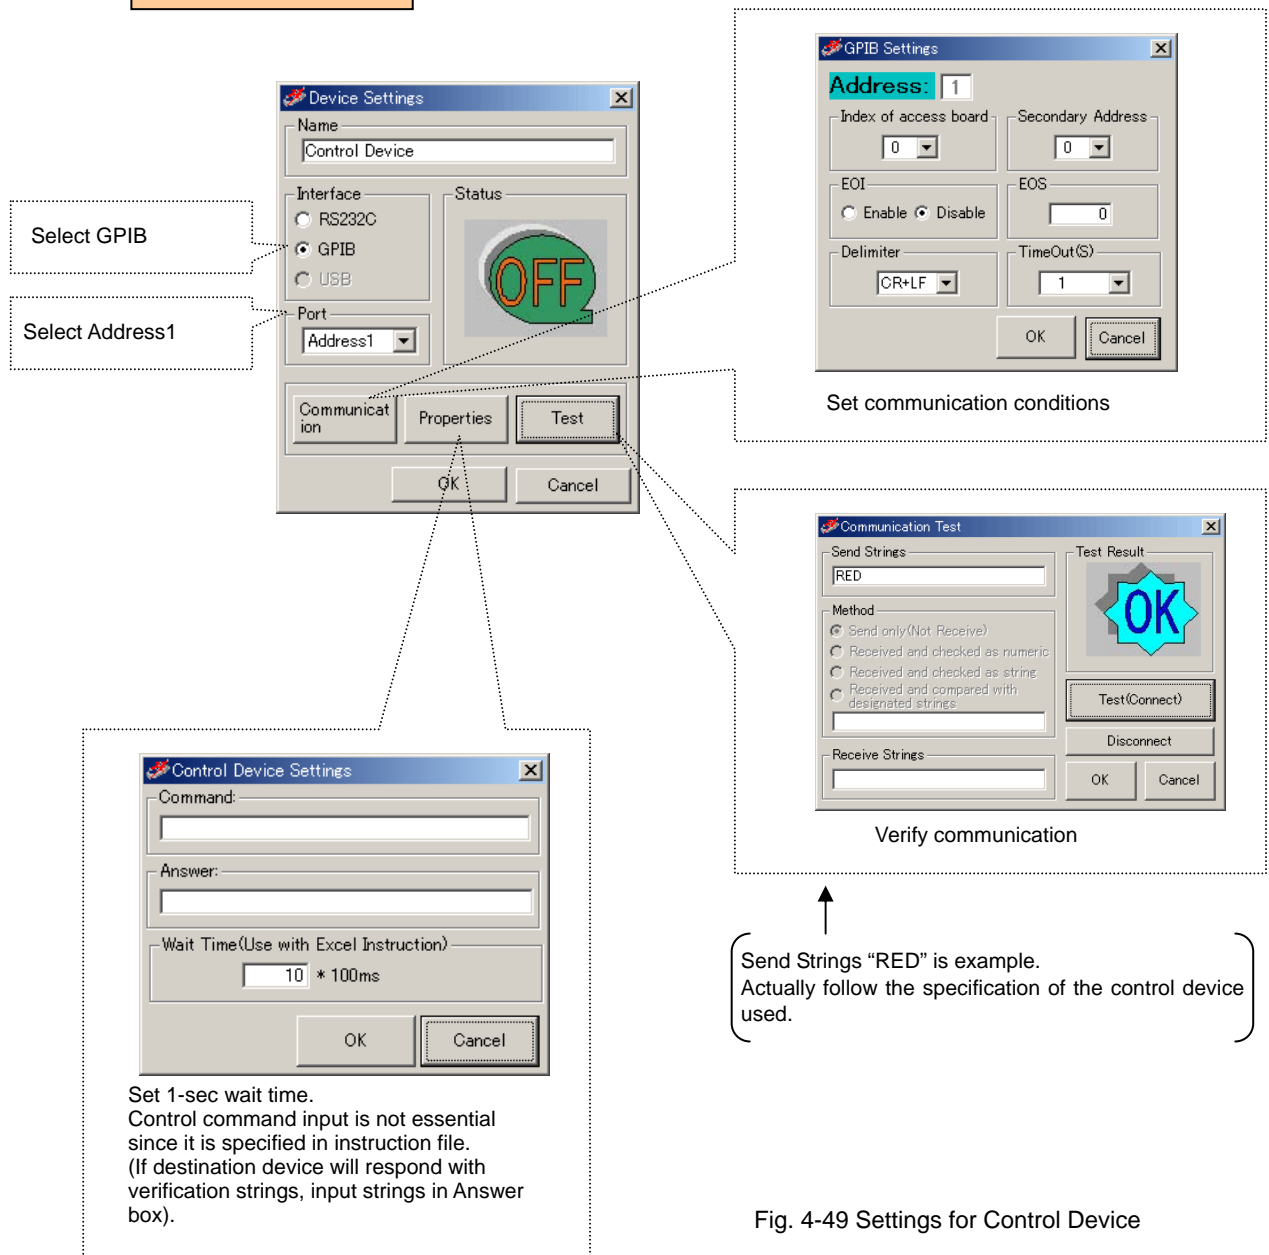 Device Settings
Name
Control Device
Interface
RS232C
GPIB
USB
Status
OFF
Port
Address1
Communicat
ion
Properties
Test
OK
Cancel
Select GPIB
Select Address1
GPIB Settings
Address: 1
Index of access board
0
Secondary Address
0
EOI
Enable
Disable
EOS
0
Delimiter
CR+LF
TimeOut(S)
1
OK
Cancel
Set communication conditions
Communication Test
Send Strings
RED
Method
Send only(Not Receive)
Received and checked as numeric
Received and checked as string
Received and compared with
designated strings
Receive Strings
Test Result
OK
Test(Connect)
Disconnect
OK
Cancel
Verify communication
Send Strings “RED” is example.
Actually follow the specification of the control device
used.
Control Device Settings
Command:
Answer:
Wait Time(Use with Excel Instruction)
10 * 100ms
OK
Cancel
Set 1-sec wait time.
Control command input is not essential
since it is specified in instruction file.
(If destination device will respond with
verification strings, input strings in Answer
box).
Fig. 4-49 Settings for Control Device